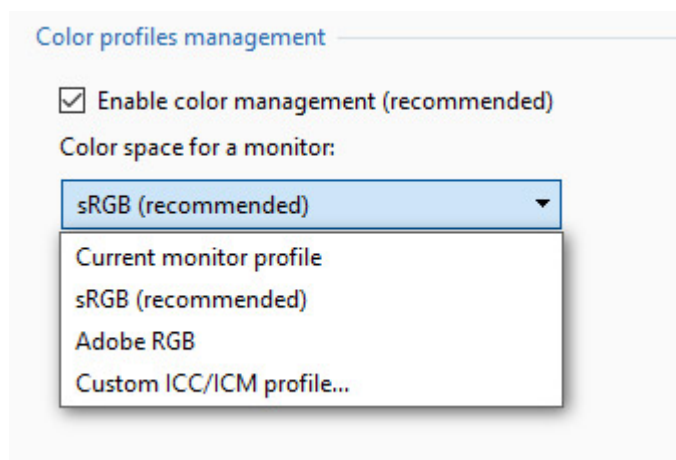 Color profiles management
Enable color management (recommended)
Color space for a monitor:
sRGB (recommended)
Current monitor profile
sRGB (recommended)
Adobe RGB
Custom ICC/ICM profile...